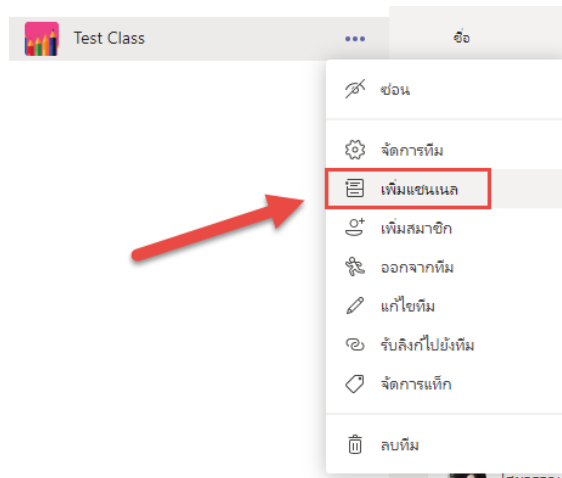 Test Class
ชื่อ
ซ่อน
จัดการทีม
เพิ่มแชนเนล
เพิ่มสมาชิก
ออกจากทีม
แก้ไขทีม
รับลิงก์ไปยังทีม
จัดการแท็ก
ลบทีม